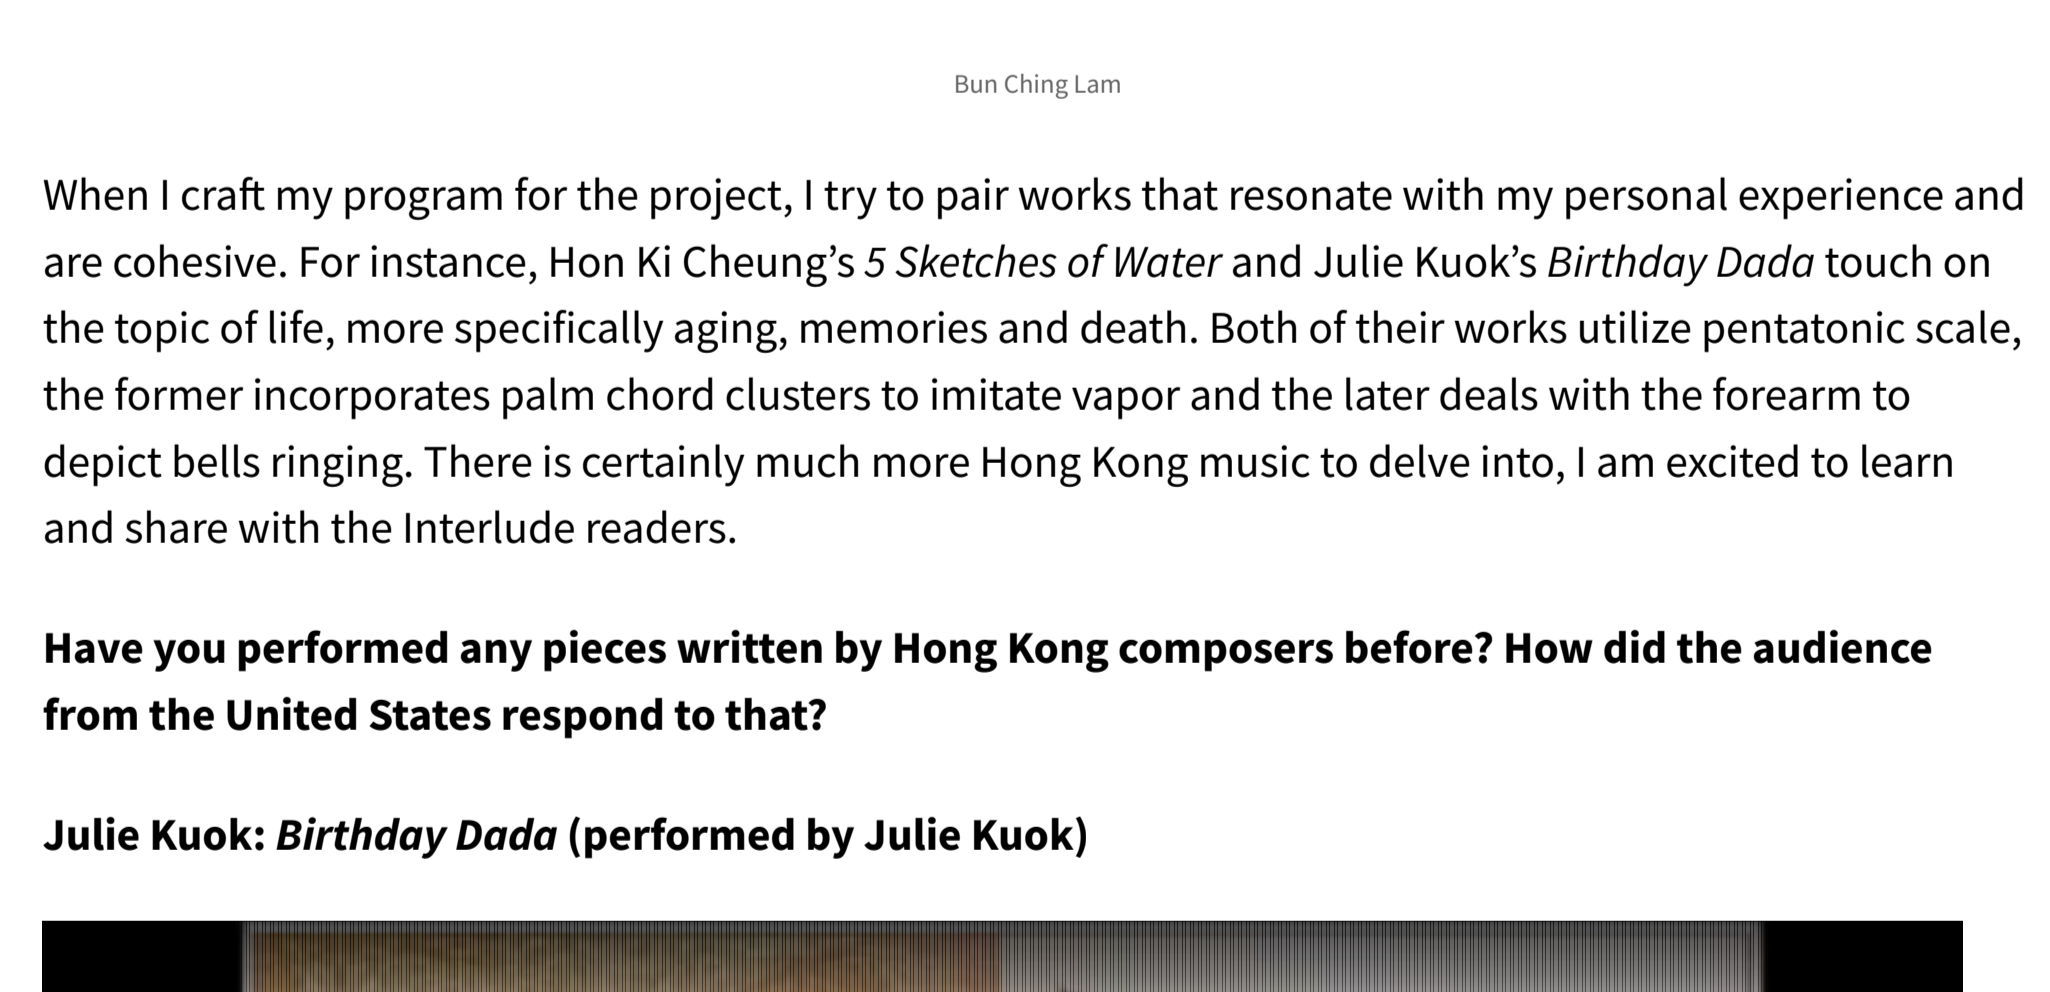 Bun Ching Lam
When I craft my program for the project, I try to pair works that resonate with my personal experience and
are cohesive. For instance, Hon Ki Cheung’s 5 Sketches of Water and Julie Kuok’s Birthday Dada touch on
the topic of life, more specifically aging, memories and death. Both of their works utilize pentatonic scale,
the former incorporates palm chord clusters to imitate vapor and the later deals with the forearm to
depict bells ringing. There is certainly much more Hong Kong music to delve into, I am excited to learn
and share with the Interlude readers.
Have you performed any pieces written by Hong Kong composers before? How did the audience
from the United States respond to that?
Julie Kuok: Birthday Dada (performed by Julie Kuok)